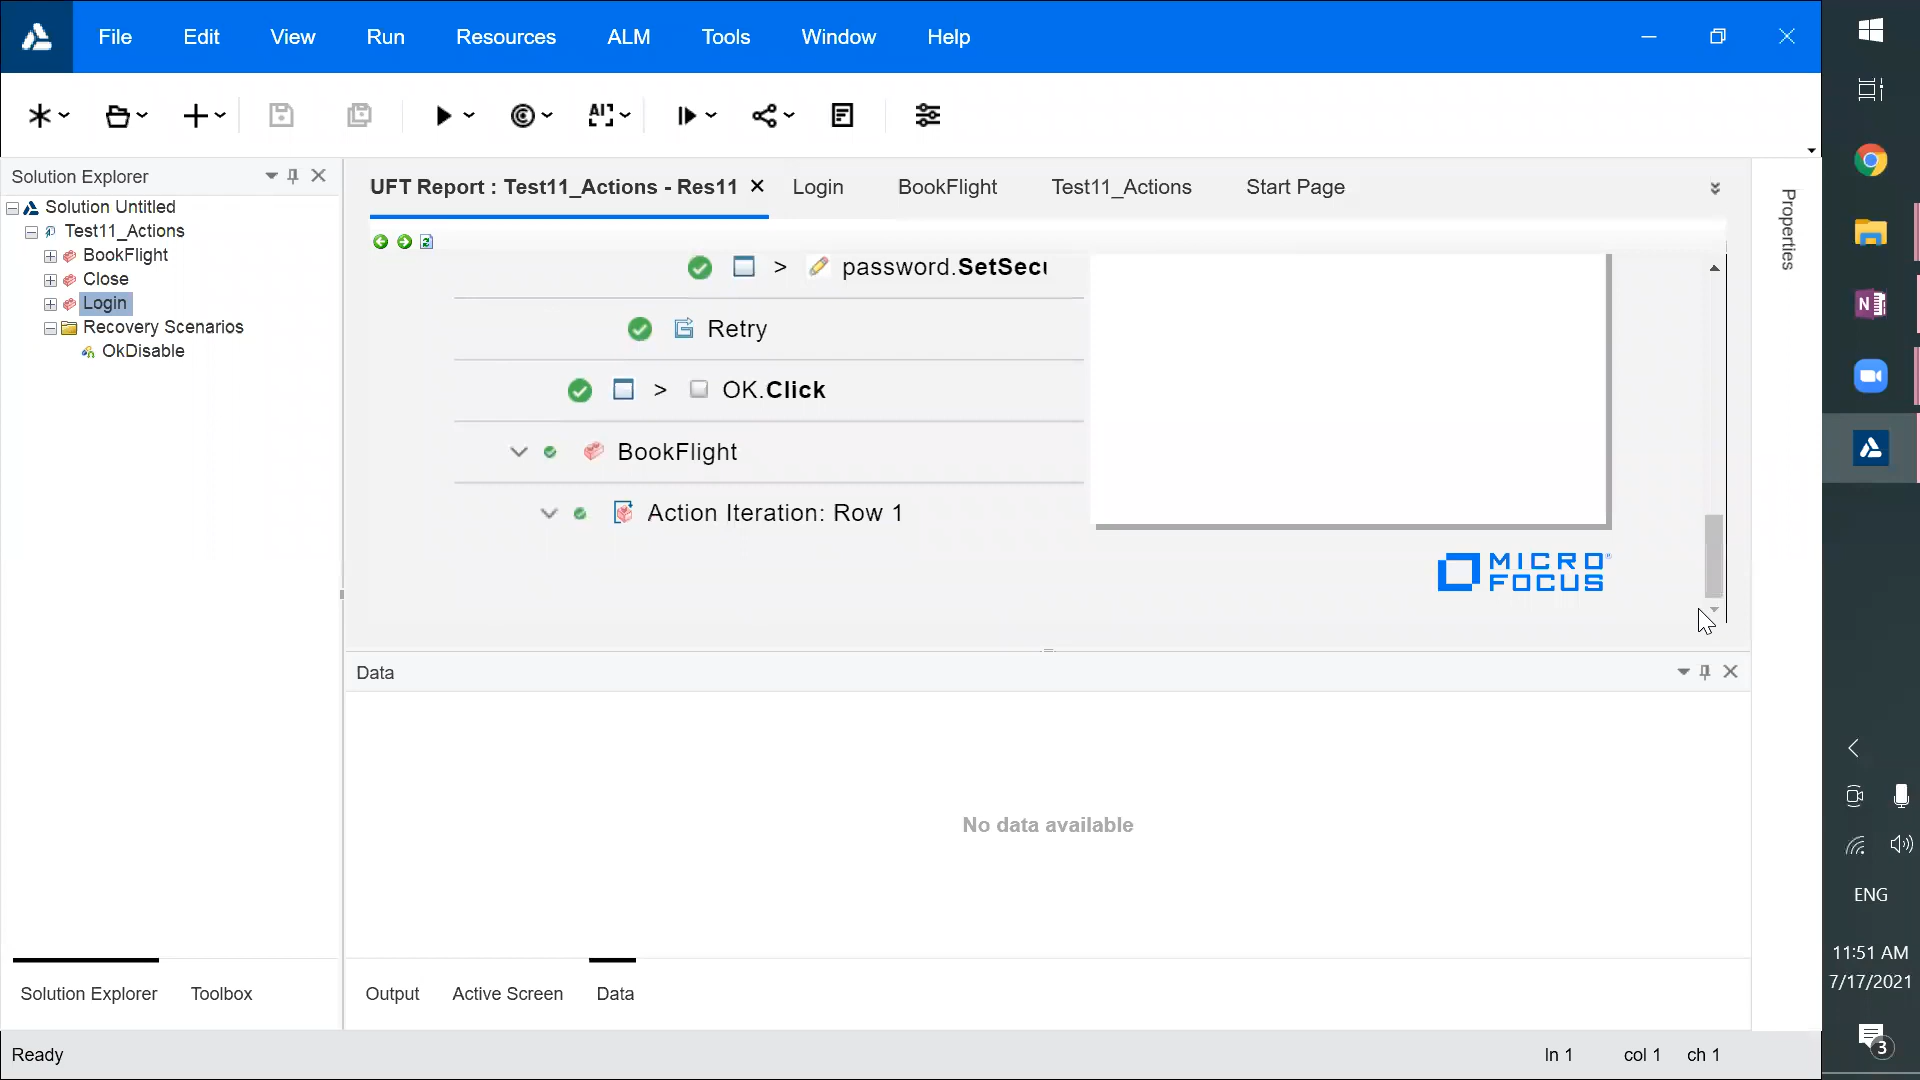 File Edit View Run Resources ALM Tools Window Help
AI
Solution Explorer
Solution Untitled
Test11_Actions
BookFlight
Close
Login
Recovery Scenarios
OkDisable
UFT Report : Test11_Actions - Res11 Login BookFlight Test11_Actions Start Page
Properties
> password.SetSecu
Retry
> OK.Click
BookFlight
Action Iteration: Row 1
MICRO
FOCUS
Data
No data available
Solution Explorer Toolbox
Output Active Screen Data
Ready
ln 1 col 1 ch 1
N
ENG
11:51 AM
7/17/2021
3